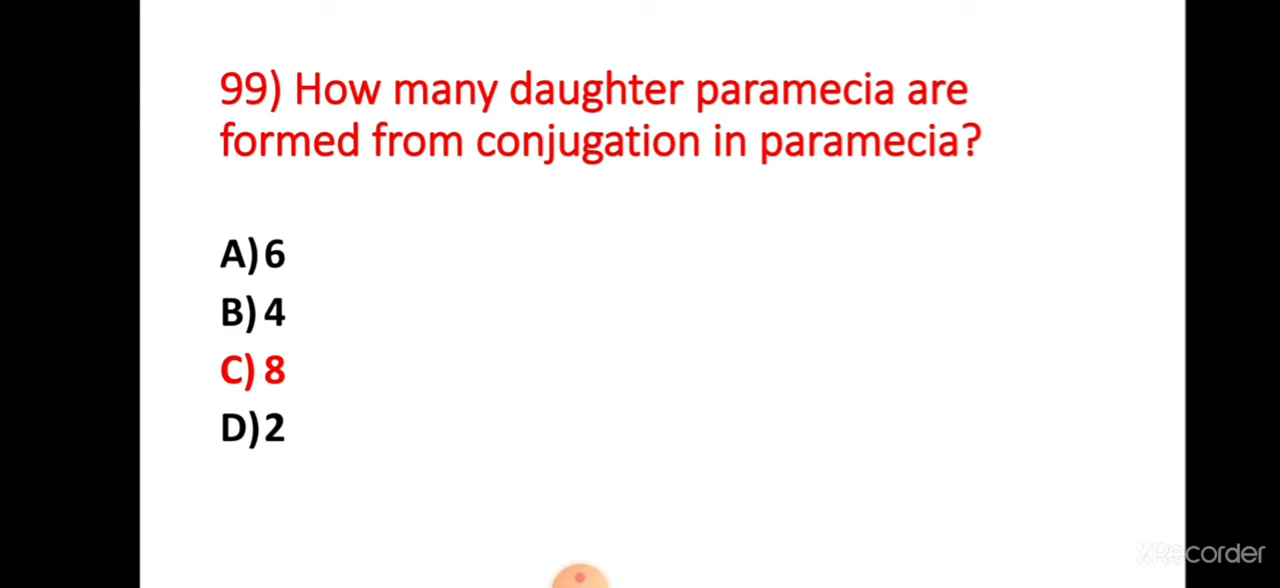 99) How many daughter paramecia are
formed from conjugation in paramecia?
A) 6
B) 4
C) 8
D) 2
XRecorder